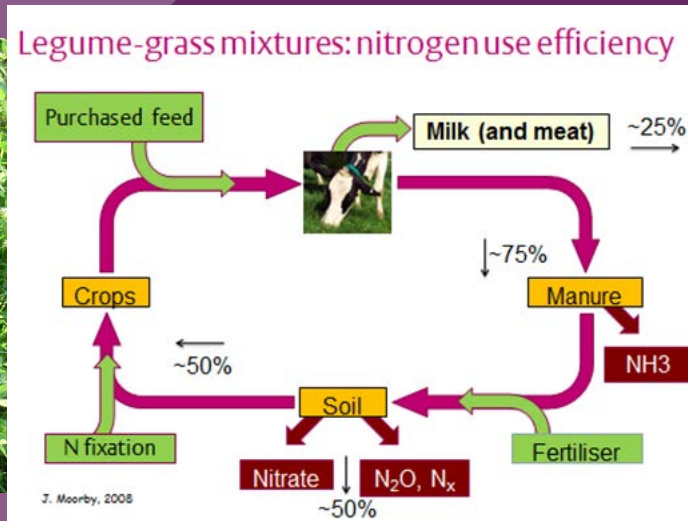 Legume-grass mixtures: nitrogen use efficiency
Purchased feed
Milk (and meat)
~25%
~75%
Crops
Manure
~50%
NH3
Soil
N fixation
Nitrate
N₂O, Nₓ
Fertiliser
~50%
J. Moorby, 2008